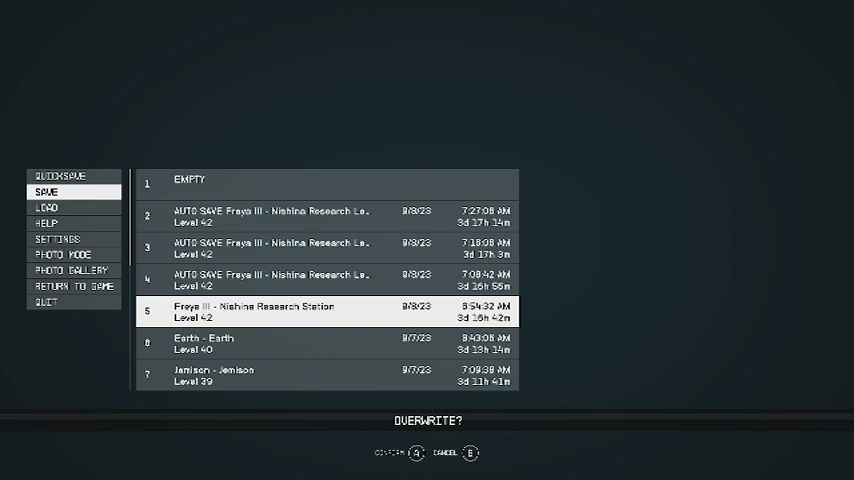 QUICKSAVE
SAVE
LOAD
HELP
SETTINGS
PHOTO MODE
PHOTO GALLERY
RETURN TO GAME
QUIT
1 EMPTY
2 AUTO SAVE Freya III - Nishina Research La.. 9/8/23 7:27:08 AM
Level 42 3d 17h 14m
3 AUTO SAVE Freya III - Nishina Research La.. 9/8/23 7:16:08 AM
Level 42 3d 17h 3m
4 AUTO SAVE Freya III - Nishina Research La.. 9/8/23 7:08:42 AM
Level 42 3d 16h 56m
5 Freya III - Nishina Research Station 9/8/23 6:54:32 AM
Level 42 3d 16h 42m
6 Earth - Earth 9/7/23 9:43:08 AM
Level 40 3d 13h 14m
7 Jemison - Jemison 9/7/23 7:09:38 AM
Level 39 3d 11h 41m
OVERWRITE?
CONFIRM A CANCEL B